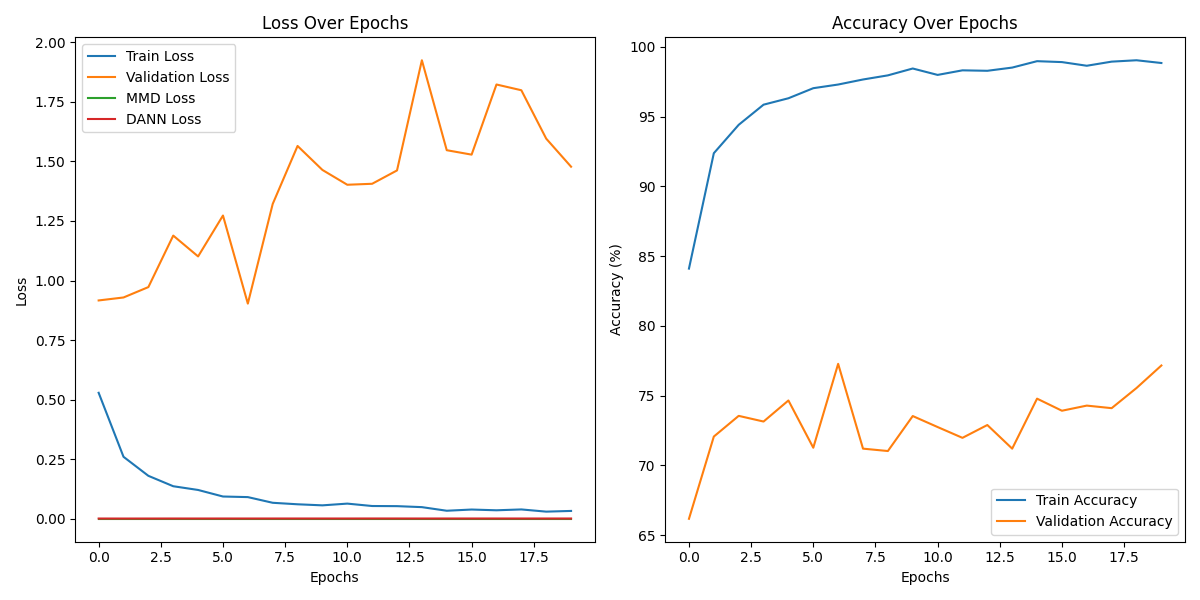 Loss Over Epochs
2.00
1.75
1.50
1.25
1.00
0.75
0.50
0.25
0.00
Loss
Train Loss
Validation Loss
MMD Loss
DANN Loss
0.0 2.5 5.0 7.5 10.0 12.5 15.0 17.5
Epochs
Accuracy Over Epochs
100
95
90
85
80
75
70
65
Accuracy (%)
Train Accuracy
Validation Accuracy
0.0 2.5 5.0 7.5 10.0 12.5 15.0 17.5
Epochs